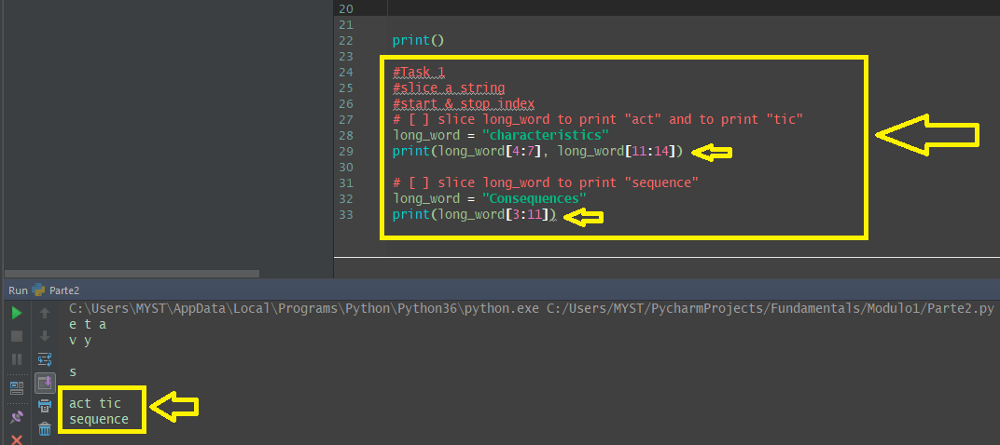 20
21
22 print()
23
24 #Task 1
25 #slice a string
26 #start & stop index
27 # [ ] slice long_word to print "act" and to print "tic"
28 long_word = "characteristics"
29 print(long_word[4:7], long_word[11:14])
30
31 # [ ] slice long_word to print "sequence"
32 long_word = "Consequences"
33 print(long_word[3:11])
Run Parte2
C:\Users\MYST\AppData\Local\Programs\Python\Python36\python.exe C:/Users/MYST/PycharmProjects/Fundamentals/Modulo1/Parte2.py
e t a
v y
s
act tic
sequence